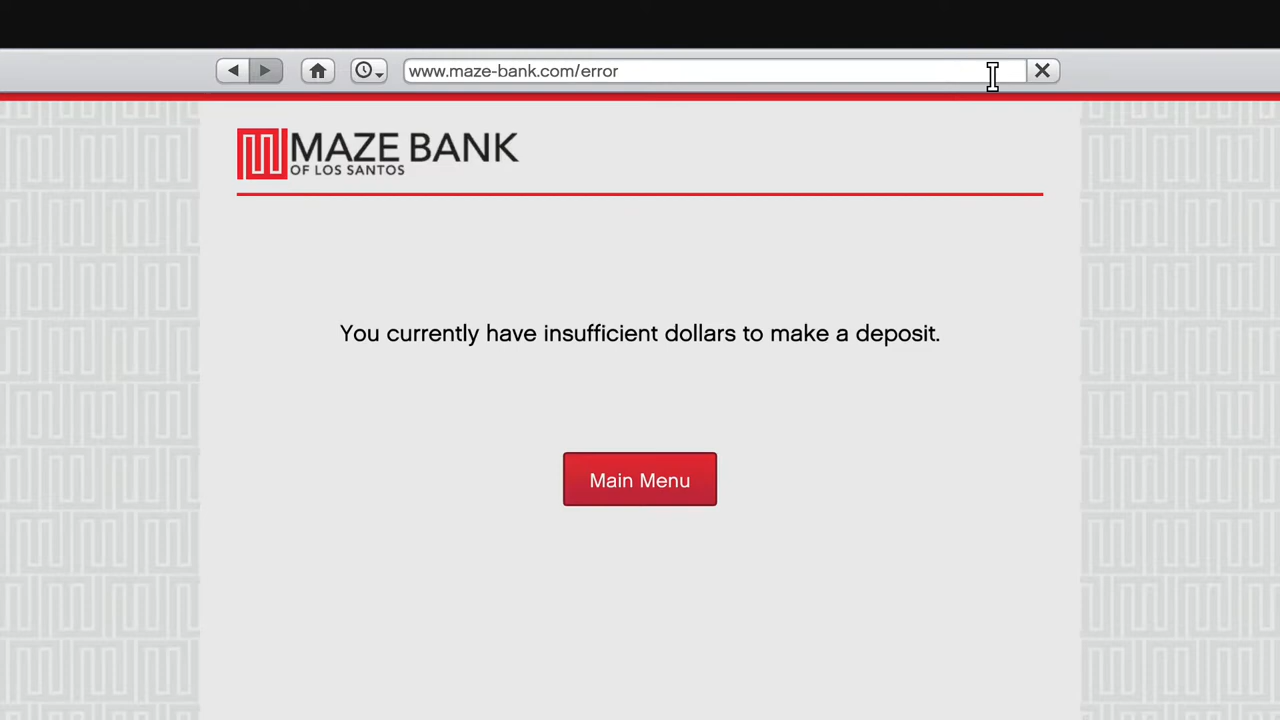 www.maze-bank.com/error
MAZE BANK
OF LOS SANTOS
You currently have insufficient dollars to make a deposit.
Main Menu